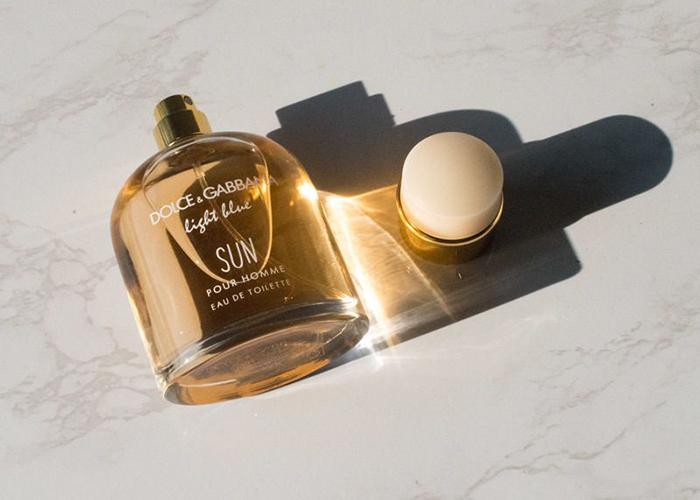 DOLCE & GABBANA
light blue
SUN
POUR HOMME
EAU DE TOILETTE